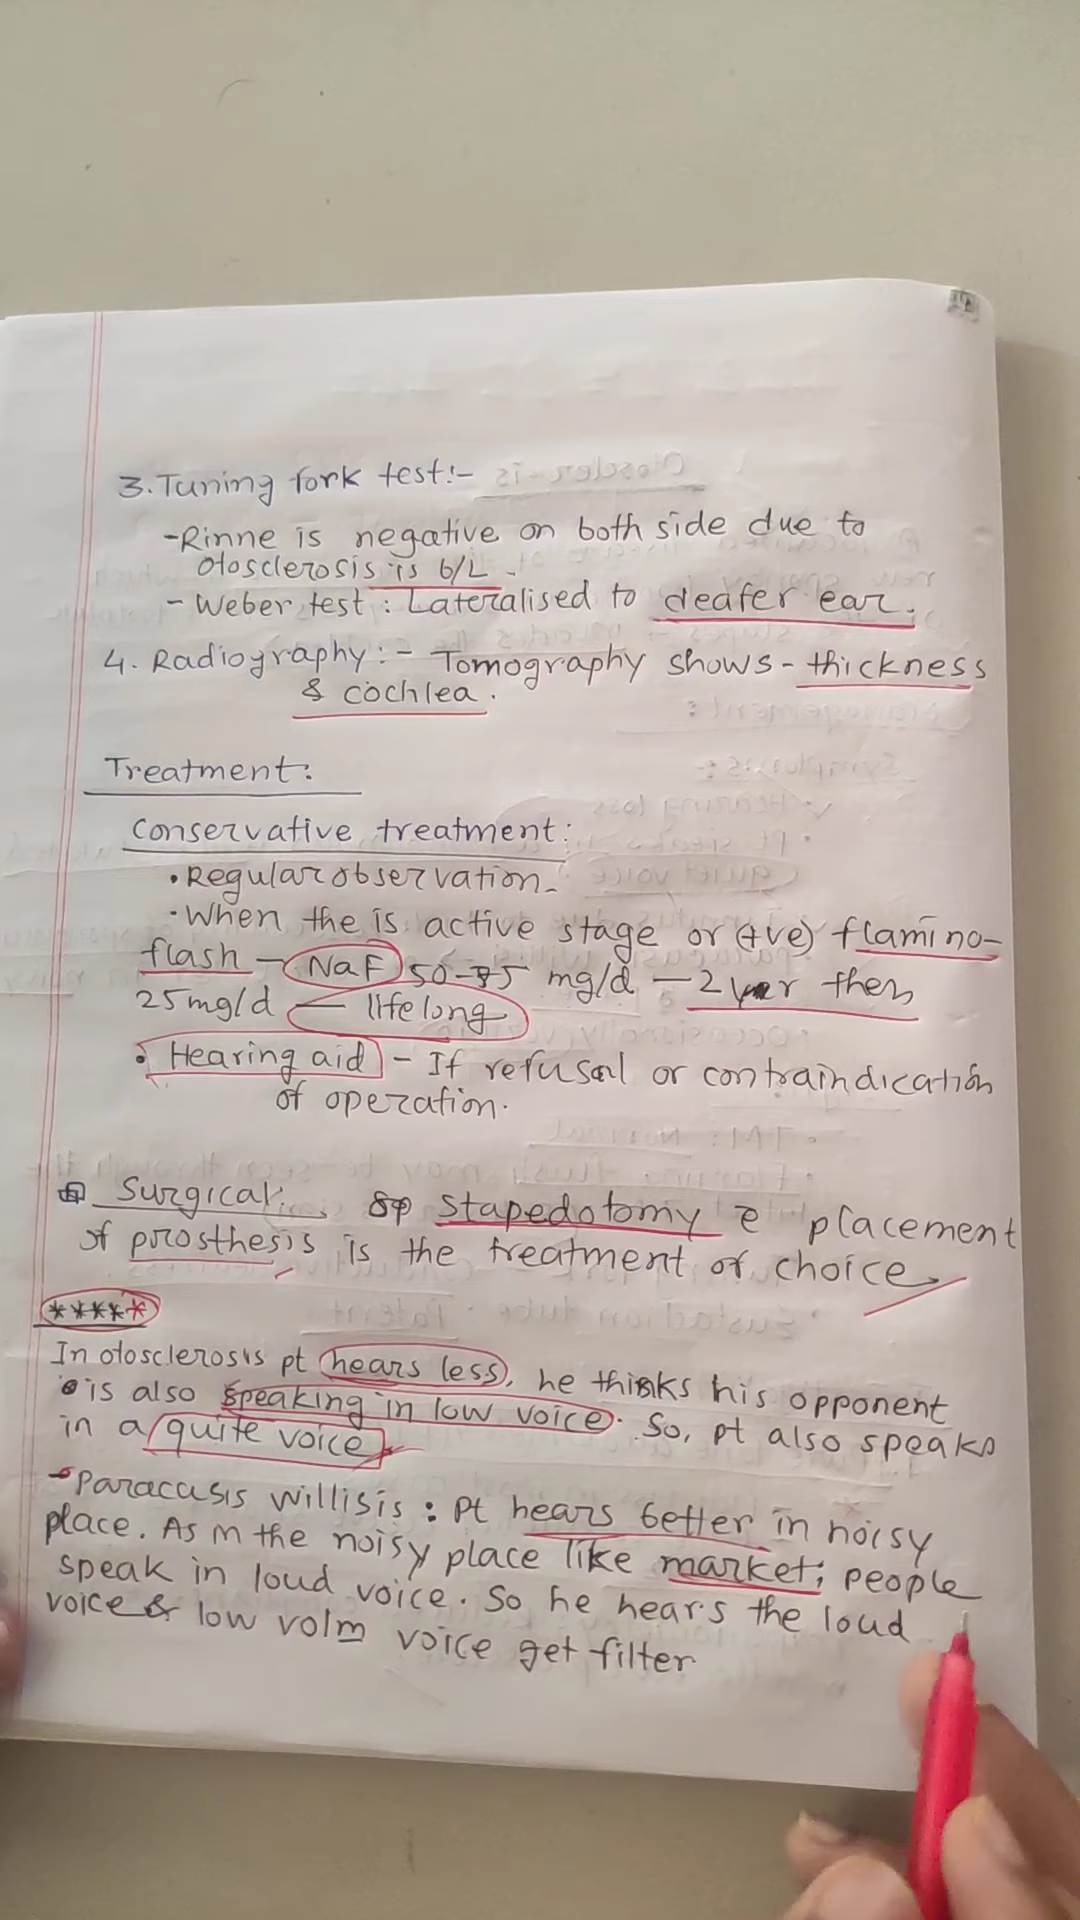 3. Tuning fork test:-
-Rinne is negative on both side due to
otosclerosis is b/L.
- Weber test : Lateralised to deafer ear.
4. Radiography:- Tomography shows - thickness
& cochlea.
Treatment:
Conservative treatment:
• Regular observation.
• When the is active stage or (+ve) flamino-
flash - NaF 50-75 mg/d - 2 yer then
25mg/d - lifelong
• Hearing aid - If refusal or contraindication
of operation.
Surgical: stapedotomy c̄ placement
of prosthesis is the treatment of choice
*****
In otosclerosis pt hears less, he thinks his opponent
is also speaking in low voice. So, pt also speaks
in a quite voice
- Paracusis willisis : Pt hears better in noisy
place. As in the noisy place like market; people
speak in loud voice. So he hears the loud
voice & low volm voice get filter